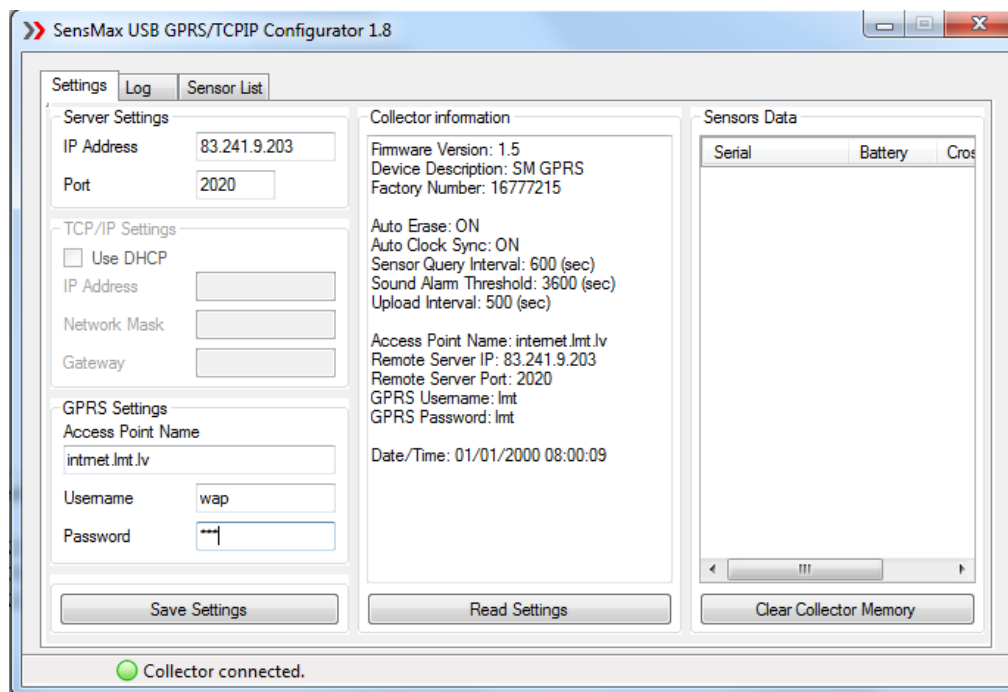 SensMax USB GPRS/TCPIP Configurator 1.8
Settings
Log
Sensor List
Server Settings
IP Address
83.241.9.203
Port
2020
TCP/IP Settings
Use DHCP
IP Address
Network Mask
Gateway
GPRS Settings
Access Point Name
intrnet.lmt.lv
Username
wap
Password
***
Save Settings
Collector information
Firmware Version: 1.5
Device Description: SM GPRS
Factory Number: 16777215
Auto Erase: ON
Auto Clock Sync: ON
Sensor Query Interval: 600 (sec)
Sound Alarm Threshold: 3600 (sec)
Upload Interval: 500 (sec)
Access Point Name: internet.lmt.lv
Remote Server IP: 83.241.9.203
Remote Server Port: 2020
GPRS Username: lmt
GPRS Password: lmt
Date/Time: 01/01/2000 08:00:09
Read Settings
Sensors Data
Serial
Battery
Cros
Clear Collector Memory
Collector connected.